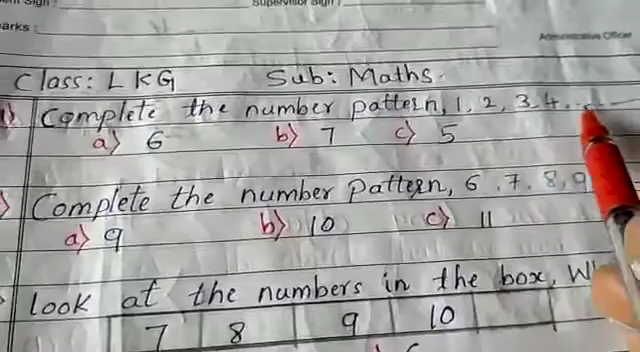 Supervisor Sign :
Administrative Officer
Class: LKG Sub: Maths.
1) Complete the number pattern, 1, 2, 3, 4, ......
a) 6 b) 7 c) 5
Complete the number pattern, 6, 7, 8, 9
a) 9 b) 10 c) 11
look at the numbers in the box,
7 8 9 10